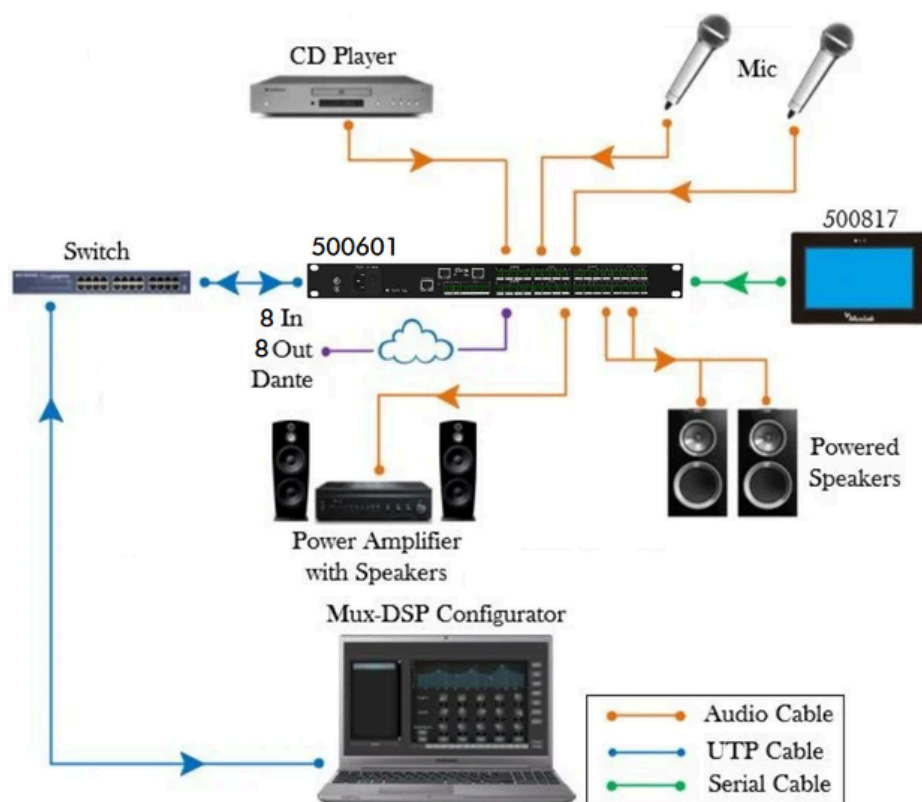 CD Player
Mic
500817
Switch
500601
8 In
8 Out
Dante
MuxLab
Powered
Speakers
Power Amplifier
with Speakers
Mux-DSP Configurator
Audio Cable
UTP Cable
Serial Cable